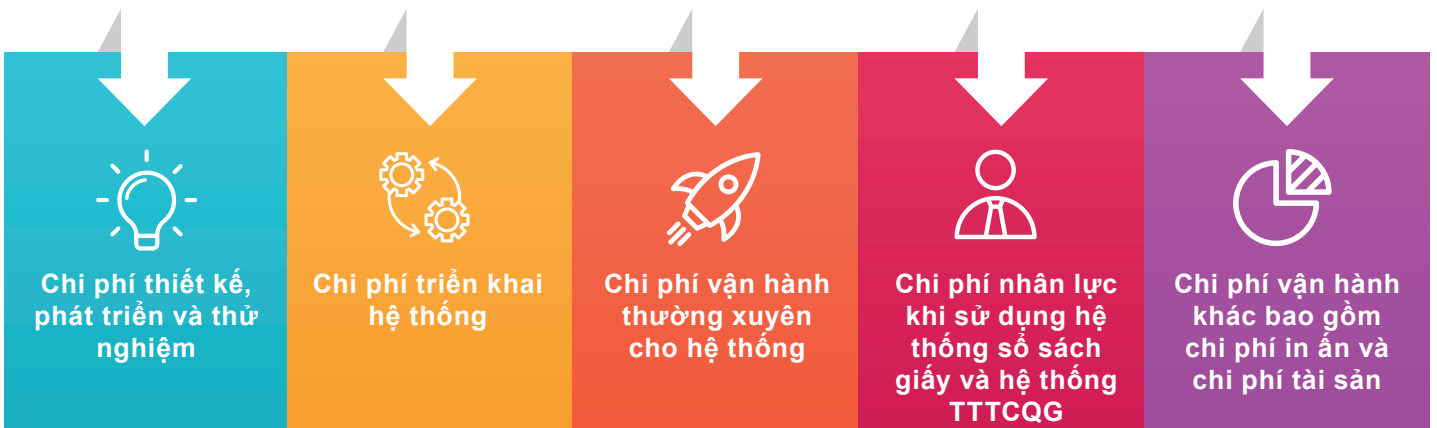 Chi phí thiết kế,
phát triển và thử
nghiệm
Chi phí triển khai
hệ thống
Chi phí vận hành
thường xuyên
cho hệ thống
Chi phí nhân lực
khi sử dụng hệ
thống sổ sách
giấy và hệ thống
TTTCQG
Chi phí vận hành
khác bao gồm
chi phí in ấn và
chi phí tài sản